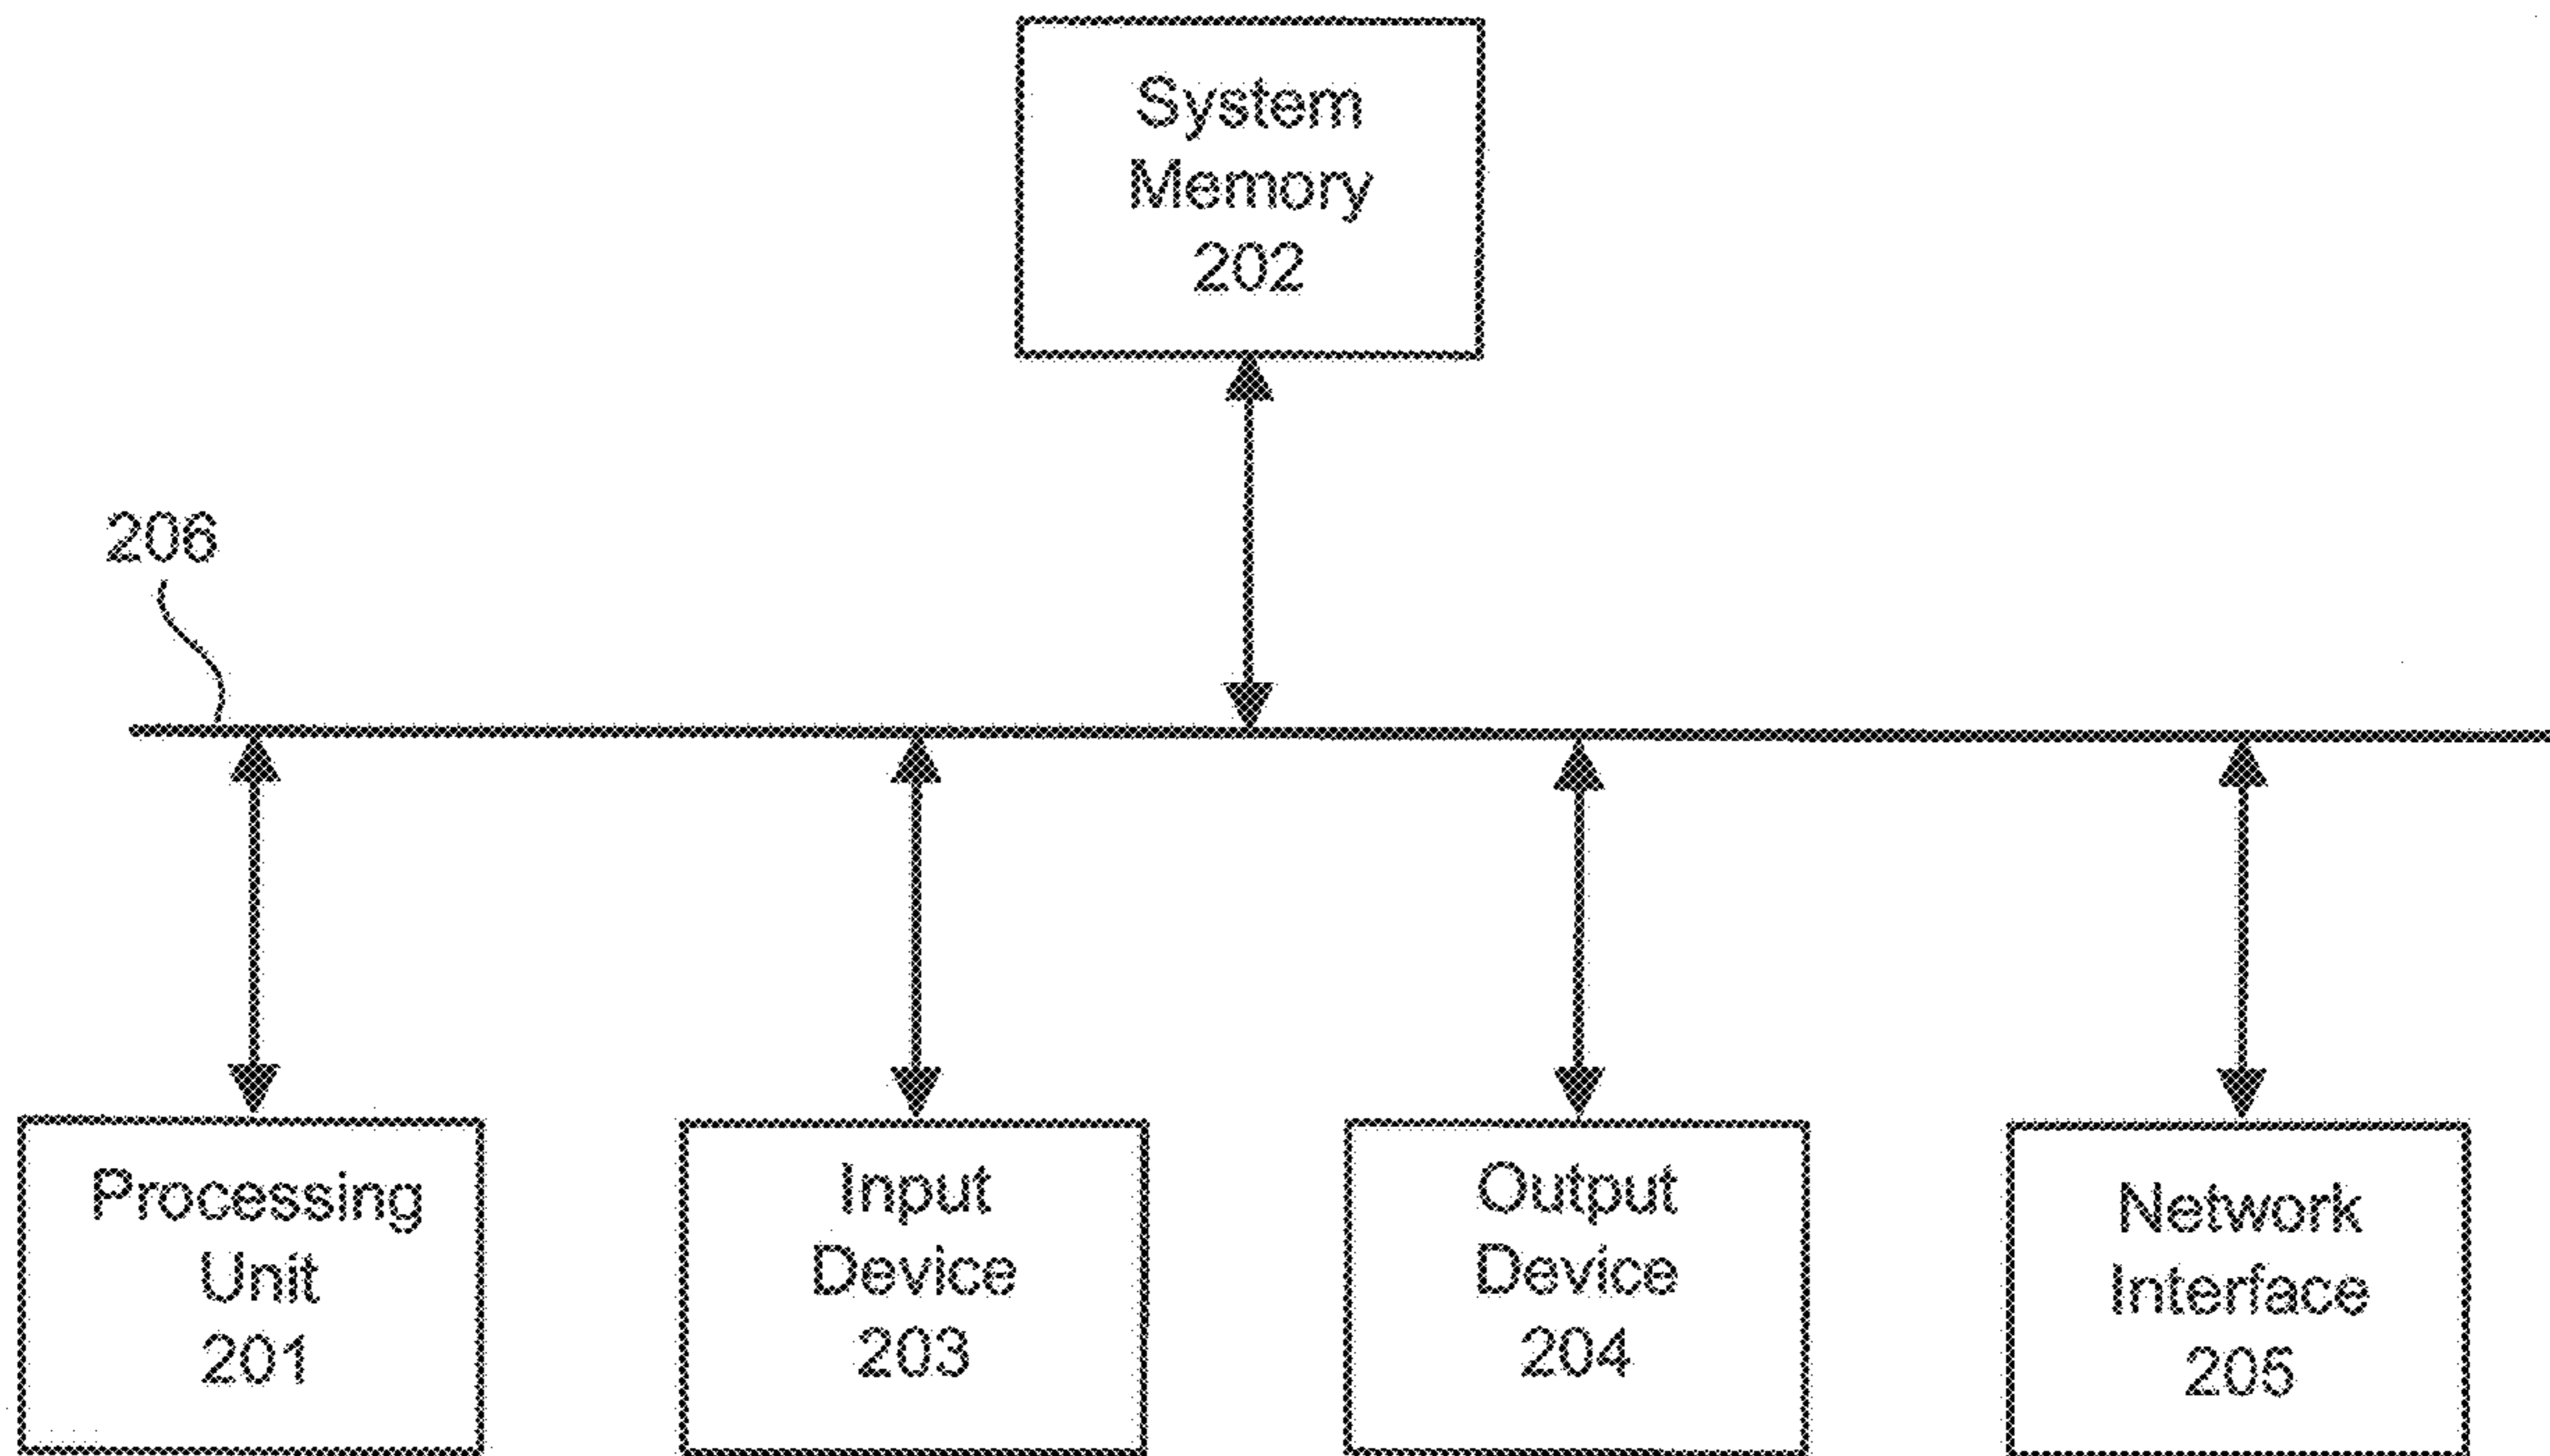 System
Memory
202
206
Processing
Unit
201
Input
Device
203
Output
Device
204
Network
Interface
205